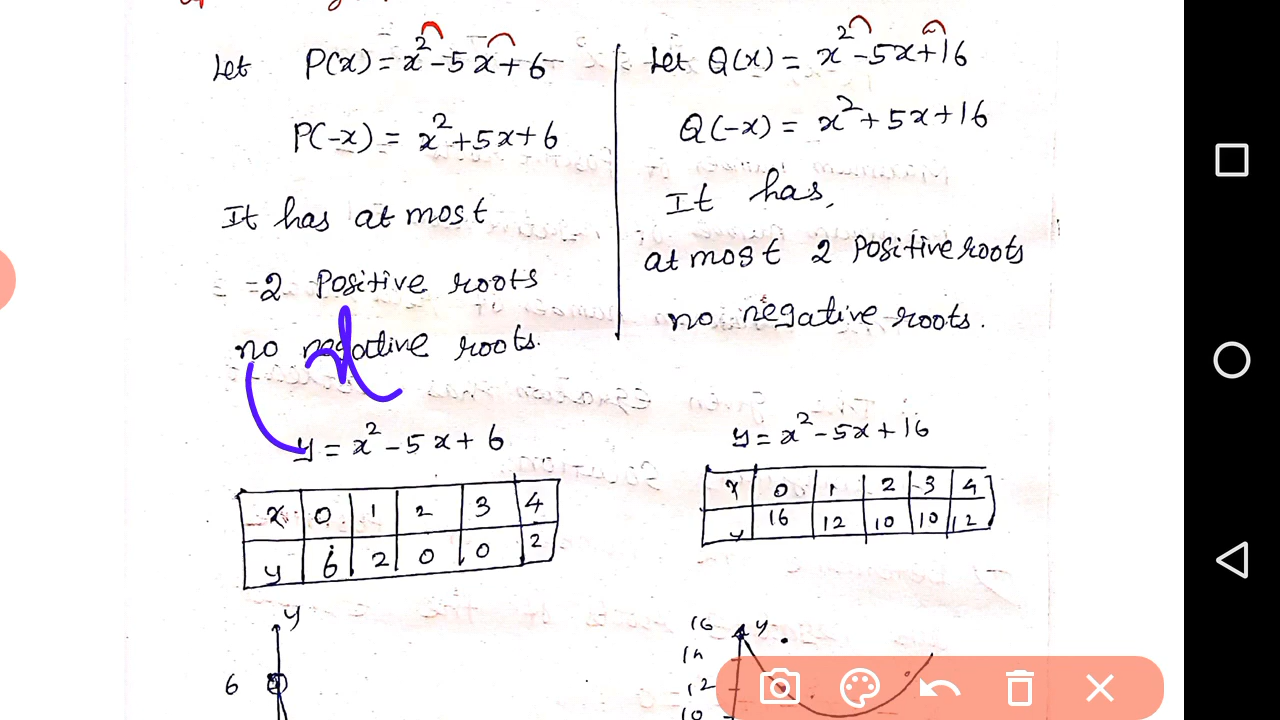 Let P(x) = x² - 5x + 6
P(-x) = x² + 5x + 6
It has at most
2 Positive roots
no negative roots.
y = x² - 5x + 6
x 0 1 2 3 4
y 6 2 0 0 2
y
6
Let Q(x) = x² - 5x + 16
Q(-x) = x² + 5x + 16
It has,
at most 2 Positive roots
no negative roots.
y = x² - 5x + 16
x 0 1 2 3 4
y 16 12 10 10 12
16 y
14
12
10